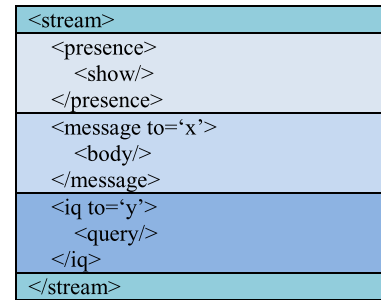 <stream>
<presence>
<show/>
</presence>
<message to=‘x’>
<body/>
</message>
<iq to=‘y’>
<query/>
</iq>
</stream>